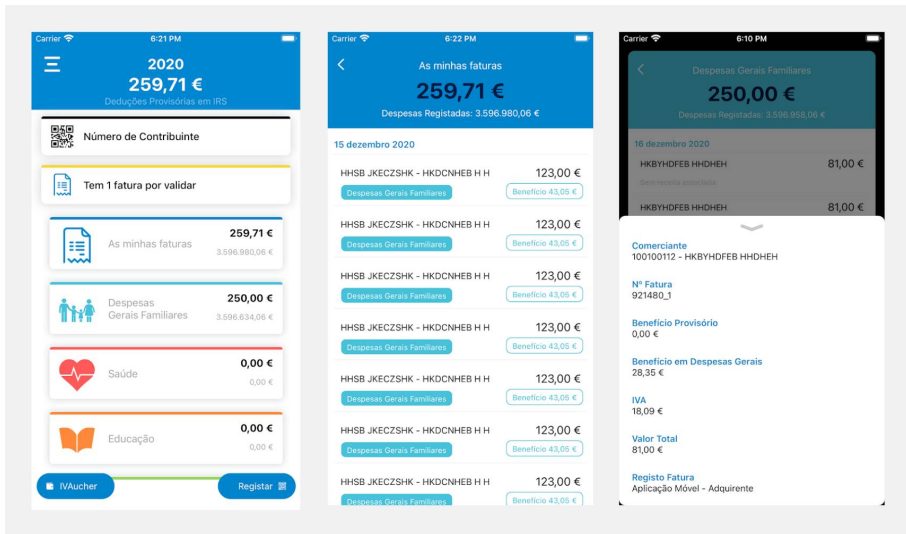 Carrier 6:21 PM
2020
259,71 €
Deduções Provisórias em IRS
Número de Contribuinte
Tem 1 fatura por validar
As minhas faturas
259,71 €
3.596.980,06 €
Despesas
Gerais Familiares
250,00 €
3.596.634,06 €
Saúde
0,00 €
0,00 €
Educação
0,00 €
0,00 €
IVAucher
Registar
Carrier 6:22 PM
As minhas faturas
259,71 €
Despesas Registadas: 3.596.980,06 €
15 dezembro 2020
HHSB JKECZSHK - HKDCNHEB H H 123,00 €
Despesas Gerais Familiares Benefício 43,05 €
HHSB JKECZSHK - HKDCNHEB H H 123,00 €
Despesas Gerais Familiares Benefício 43,05 €
HHSB JKECZSHK - HKDCNHEB H H 123,00 €
Despesas Gerais Familiares Benefício 43,05 €
HHSB JKECZSHK - HKDCNHEB H H 123,00 €
Despesas Gerais Familiares Benefício 43,05 €
HHSB JKECZSHK - HKDCNHEB H H 123,00 €
Despesas Gerais Familiares Benefício 43,05 €
HHSB JKECZSHK - HKDCNHEB H H 123,00 €
Despesas Gerais Familiares Benefício 43,05 €
HHSB JKECZSHK - HKDCNHEB H H 123,00 €
Despesas Gerais Familiares Benefício 43,05 €
Carrier 6:10 PM
Despesas Gerais Familiares
250,00 €
Despesas Registadas: 3.596.958,06 €
16 dezembro 2020
HKBYHDFEB HHDHEH 81,00 €
Sem receita associada
HKBYHDFEB HHDHEH 81,00 €
Comerciante
100100112 - HKBYHDFEB HHDHEH
Nº Fatura
921480_1
Benefício Provisório
0,00 €
Benefício em Despesas Gerais
28,35 €
IVA
18,09 €
Valor Total
81,00 €
Registo Fatura
Aplicação Móvel - Adquirente